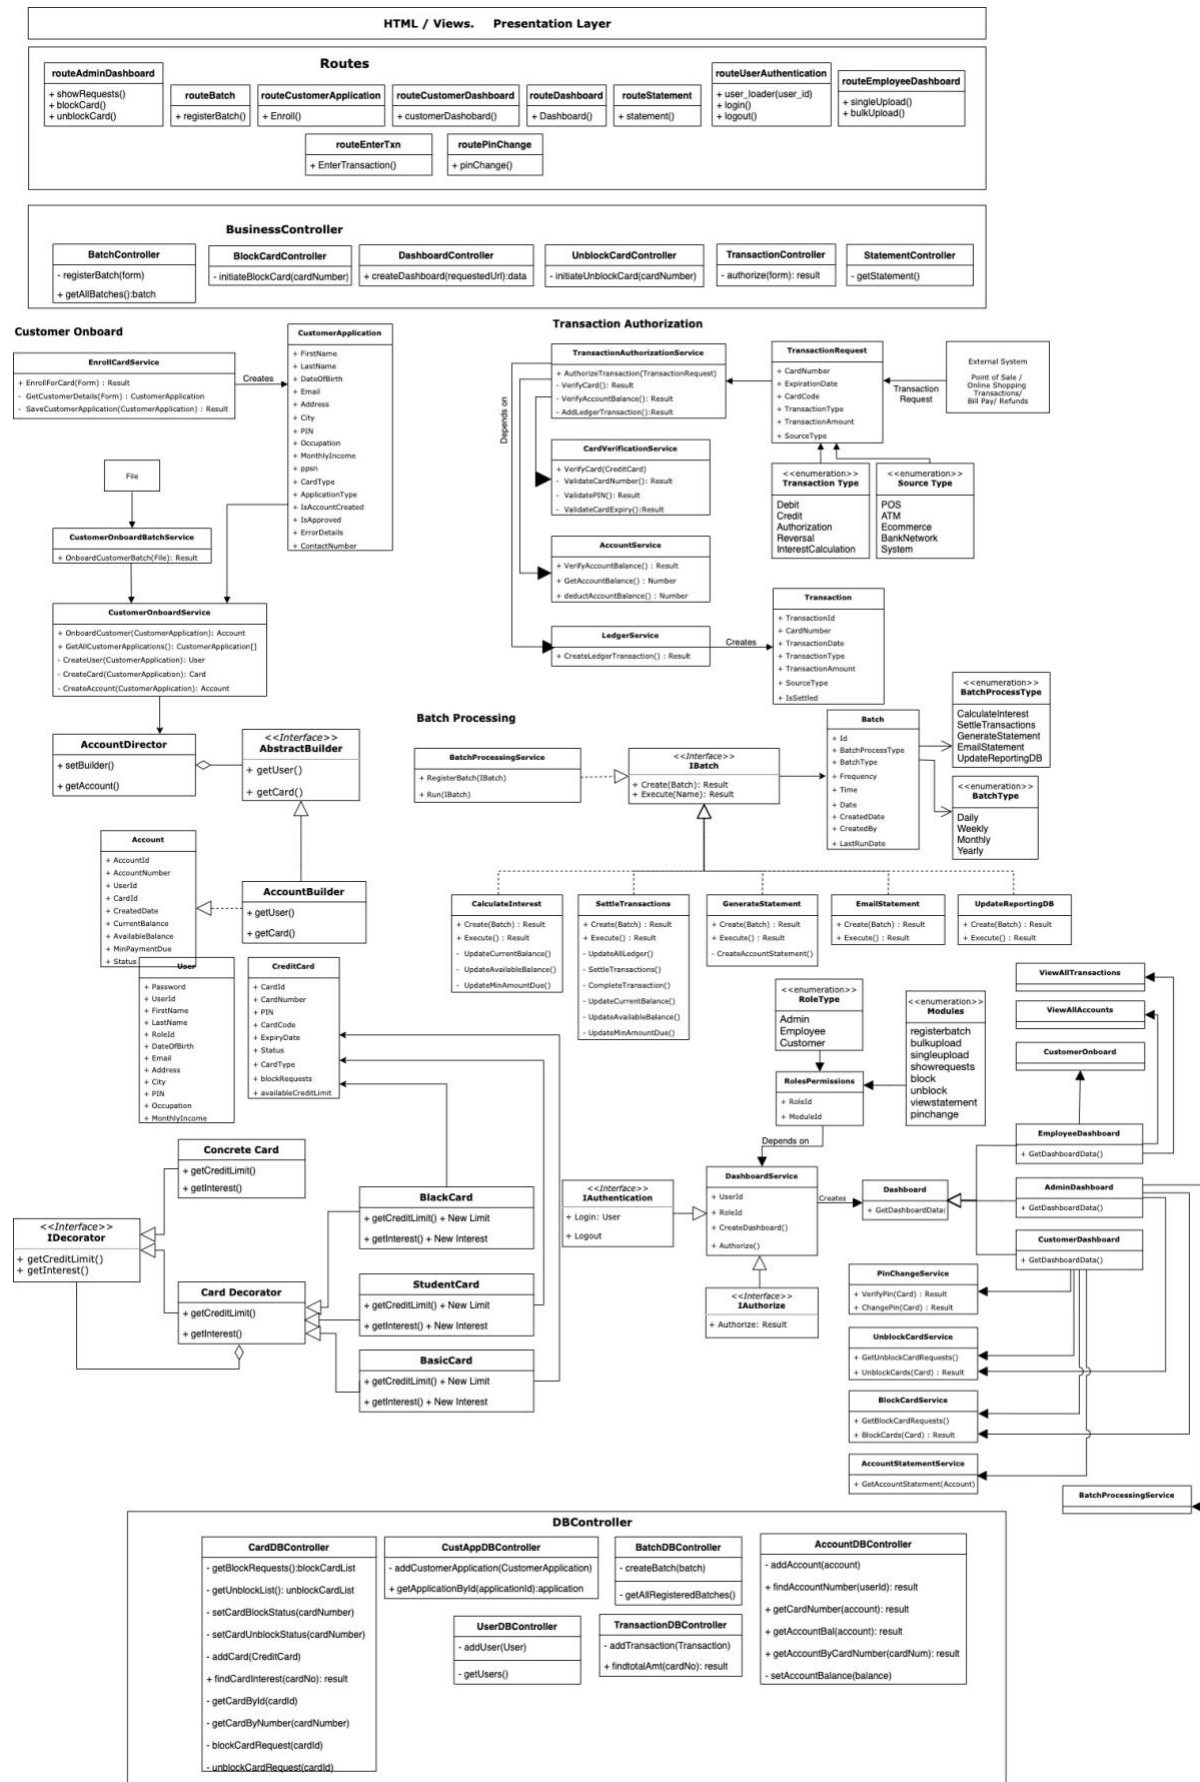 HTML / Views.    Presentation Layer
Routes
routeAdminDashboard
+ showRequests()
+ blockCard()
+ unblockCard()
routeBatch
+ registerBatch()
routeCustomerApplication
+ Enroll()
routeCustomerDashboard
+ customerDashobard()
routeDashboard
+ Dashboard()
routeStatement
+ statement()
routeUserAuthentication
+ user_loader(user_id)
+ login()
+ logout()
routeEmployeeDashboard
+ singleUpload()
+ bulkUpload()
routeEnterTxn
+ EnterTransaction()
routePinChange
+ pinChange()
BusinessController
BatchController
- registerBatch(form)
+ getAllBatches():batch
BlockCardController
- initiateBlockCard(cardNumber)
DashboardController
+ createDashboard(requestedUrl):data
UnblockCardController
- initiateUnblockCard(cardNumber)
TransactionController
- authorize(form): result
StatementController
- getStatement()
Customer Onboard
EnrollCardService
+ EnrollForCard(Form) : Result
- GetCustomerDetails(Form) : CustomerApplication
- SaveCustomerApplication(CustomerApplication) : Result
Creates
CustomerApplication
+ FirstName
+ LastName
+ DateOfBirth
+ Email
+ Address
+ City
+ PIN
+ Occupation
+ MonthlyIncome
+ ppsn
+ CardType
+ ApplicationType
+ IsAccountCreated
+ IsApproved
+ ErrorDetails
+ ContactNumber
File
CustomerOnboardBatchService
+ OnboardCustomerBatch(File): Result
CustomerOnboardService
+ OnboardCustomer(CustomerApplication): Account
+ GetAllCustomerApplications(): CustomerApplication[]
- CreateUser(CustomerApplication): User
- CreateCard(CustomerApplication): Card
- CreateAccount(CustomerApplication): Account
AccountDirector
+ setBuilder()
+ getAccount()
<<Interface>>
AbstractBuilder
+ getUser()
+ getCard()
Account
+ AccountId
+ AccountNumber
+ UserId
+ CardId
+ CreatedDate
+ CurrentBalance
+ AvailableBalance
+ MinPaymentDue
+ Status
AccountBuilder
+ getUser()
+ getCard()
User
+ Password
+ UserId
+ FirstName
+ LastName
+ RoleId
+ DateOfBirth
+ Email
+ Address
+ City
+ PIN
+ Occupation
+ MonthlyIncome
CreditCard
+ CardId
+ CardNumber
+ PIN
+ CardCode
+ ExpiryDate
+ Status
+ CardType
+ blockRequests
+ availableCreditLimit
Concrete Card
+ getCreditLimit()
+ getInterest()
<<Interface>>
IDecorator
+ getCreditLimit()
+ getInterest()
Card Decorator
+ getCreditLimit()
+ getInterest()
BlackCard
+ getCreditLimit() + New Limit
+ getInterest() + New Interest
StudentCard
+ getCreditLimit() + New Limit
+ getInterest() + New Interest
BasicCard
+ getCreditLimit() + New Limit
+ getInterest() + New Interest
Transaction Authorization
Depends on
TransactionAuthorizationService
+ AuthorizeTransaction(TransactionRequest)
- VerifyCard(): Result
- VerifyAccountBalance(): Result
- AddLedgerTransaction():Result
TransactionRequest
+ CardNumber
+ ExpirationDate
+ CardCode
+ TransactionType
+ TransactionAmount
+ SourceType
Transaction
Request
External System
Point of Sale /
Online Shopping
Transactions/
Bill Pay/ Refunds
CardVerificationService
+ VerifyCard(CreditCard)
- ValidateCardNumber(): Result
- ValidatePIN(): Result
- ValidateCardExpiry():Result
<<enumeration>>
Transaction Type
Debit
Credit
Authorization
Reversal
InterestCalculation
<<enumeration>>
Source Type
POS
ATM
Ecommerce
BankNetwork
System
AccountService
+ VerifyAccountBalance() : Result
+ GetAccountBalance() : Number
+ deductAccountBalance() : Number
LedgerService
+ CreateLedgerTransaction() : Result
Creates
Transaction
+ TransactionId
+ CardNumber
+ TransactionDate
+ TransactionType
+ TransactionAmount
+ SourceType
+ IsSettled
Batch Processing
BatchProcessingService
+ RegisterBatch(IBatch)
+ Run(IBatch)
<<Interface>>
IBatch
+ Create(Batch): Result
+ Execute(Name): Result
Batch
+ Id
+ BatchProcessType
+ BatchType
+ Frequency
+ Time
+ Date
+ CreatedDate
+ CreatedBy
+ LastRunDate
<<enumeration>>
BatchProcessType
CalculateInterest
SettleTransactions
GenerateStatement
EmailStatement
UpdateReportingDB
<<enumeration>>
BatchType
Daily
Weekly
Monthly
Yearly
CalculateInterest
+ Create(Batch) : Result
+ Execute() : Result
- UpdateCurrentBalance()
- UpdateAvailableBalance()
- UpdateMinAmountDue()
SettleTransactions
+ Create(Batch) : Result
+ Execute() : Result
- UpdateAllLedger()
- SettleTransactions()
- CompleteTransaction()
- UpdateCurrentBalance()
- UpdateAvailableBalance()
- UpdateMinAmountDue()
GenerateStatement
+ Create(Batch) : Result
+ Execute() : Result
- CreateAccountStatement()
EmailStatement
+ Create(Batch) : Result
+ Execute() : Result
UpdateReportingDB
+ Create(Batch) : Result
+ Execute() : Result
<<enumeration>>
RoleType
Admin
Employee
Customer
<<enumeration>>
Modules
registerbatch
bulkupload
singleupload
showrequests
block
unblock
viewstatement
pinchange
RolesPermissions
+ RoleId
+ ModuleId
Depends on
<<Interface>>
IAuthentication
+ Login: User
+ Logout
DashboardService
+ UserId
+ RoleId
+ CreateDashboard()
+ Authorize()
Creates
<<Interface>>
IAuthorize
+ Authorize: Result
Dashboard
+ GetDashboardData(
ViewAllTransactions
ViewAllAccounts
CustomerOnboard
EmployeeDashboard
+ GetDashboardData()
AdminDashboard
+ GetDashboardData()
CustomerDashboard
+ GetDashboardData()
PinChangeService
+ VerifyPin(Card) : Result
+ ChangePin(Card) : Result
UnblockCardService
+ GetUnblockCardRequests()
+ UnblockCards(Card) : Result
BlockCardService
+ GetBlockCardRequests()
+ BlockCards(Card) : Result
AccountStatementService
+ GetAccountStatement(Account)
BatchProcessingService
DBController
CardDBController
- getBlockRequests():blockCardList
- getUnblockList(): unblockCardList
- setCardBlockStatus(cardNumber)
- setCardUnblockStatus(cardNumber)
- addCard(CreditCard)
+ findCardInterest(cardNo): result
- getCardById(cardId)
- getCardByNumber(cardNumber)
- blockCardRequest(cardId)
- unblockCardRequest(cardId)
CustAppDBController
- addCustomerApplication(CustomerApplication)
+ getApplicationById(applicationId):application
BatchDBController
- createBatch(batch)
- getAllRegisteredBatches()
UserDBController
- addUser(User)
- getUsers()
TransactionDBController
- addTransaction(Transaction)
+ findtotalAmt(cardNo): result
AccountDBController
- addAccount(account)
+ findAccountNumber(userId): result
+ getCardNumber(account): result
+ getAccountBal(account): result
+ getAccountByCardNumber(cardNum): result
- setAccountBalance(balance)